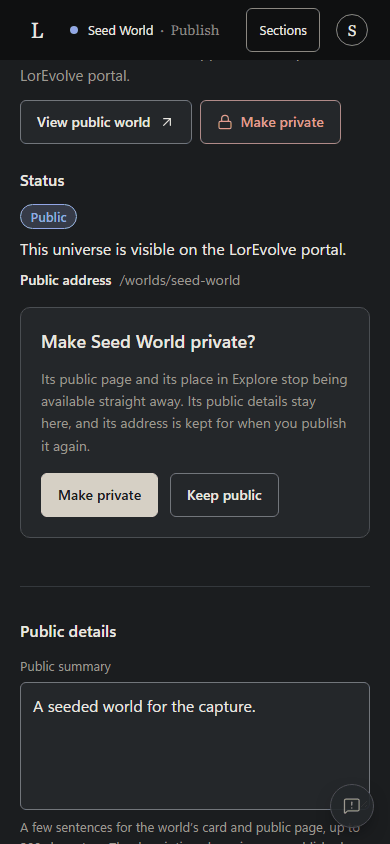 L
Seed World · Publish
Sections
S
LorEvolve portal.
View public world
Make private
Status
Public
This universe is visible on the LorEvolve portal.
Public address /worlds/seed-world
Make Seed World private?
Its public page and its place in Explore stop being
available straight away. Its public details stay
here, and its address is kept for when you publish
it again.
Make private
Keep public
Public details
Public summary
A seeded world for the capture.
A few sentences for the world's card and public page, up to